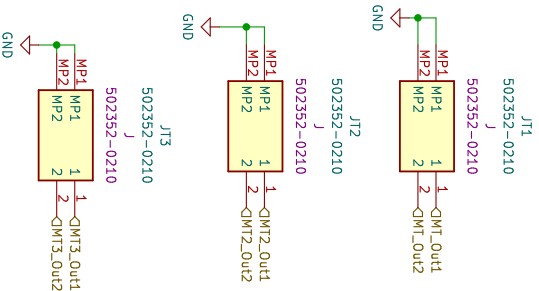 GND
MP1
MP2
MP1
MP2
JT3
502352-0210
J
502352-0210
1
2
1
2
MT3_Out1
MT3_Out2
GND
MP1
MP2
MP1
MP2
JT2
502352-0210
J
502352-0210
1
2
1
2
MT2_Out1
MT2_Out2
GND
MP1
MP2
MP1
MP2
JT1
502352-0210
J
502352-0210
1
2
1
2
MT_Out1
MT_Out2